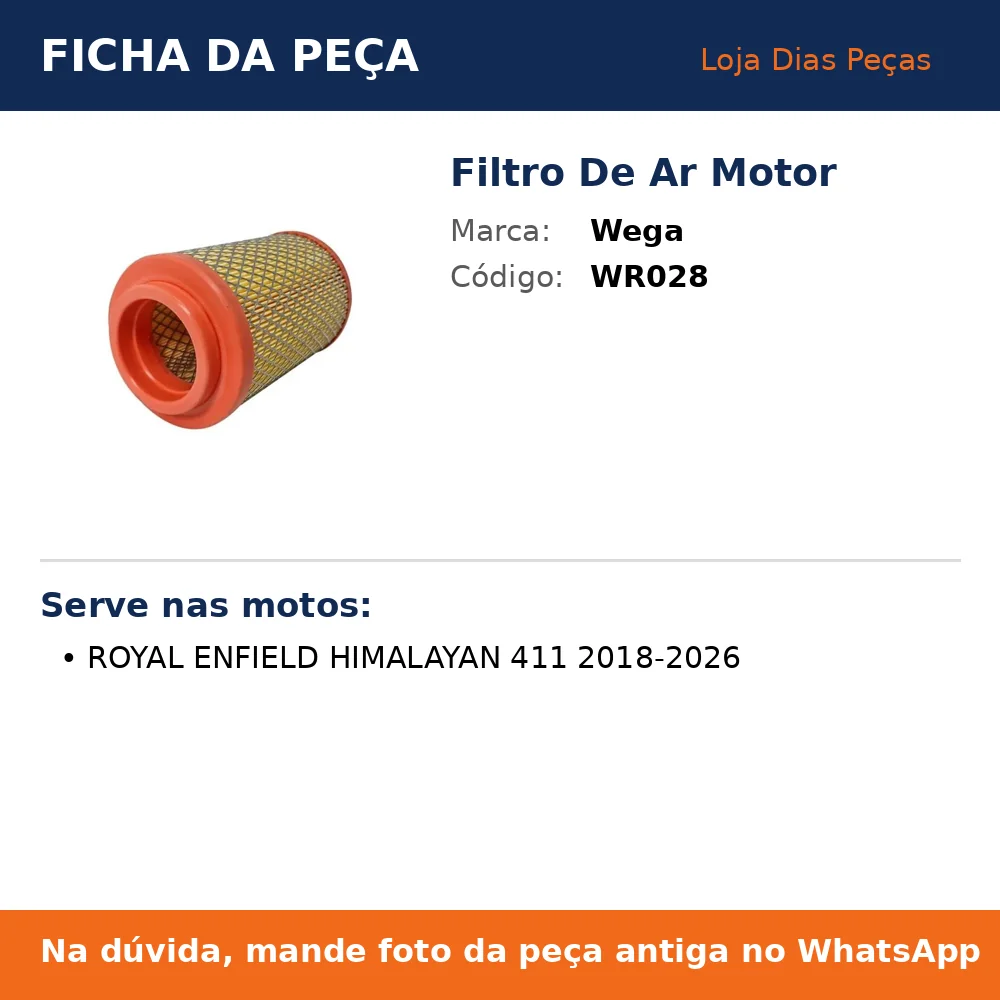 FICHA DA PEÇA
Loja Dias Peças
Filtro De Ar Motor
Marca: Wega
Código: WR028
Serve nas motos:
• ROYAL ENFIELD HIMALAYAN 411 2018-2026
Na dúvida, mande foto da peça antiga no WhatsApp